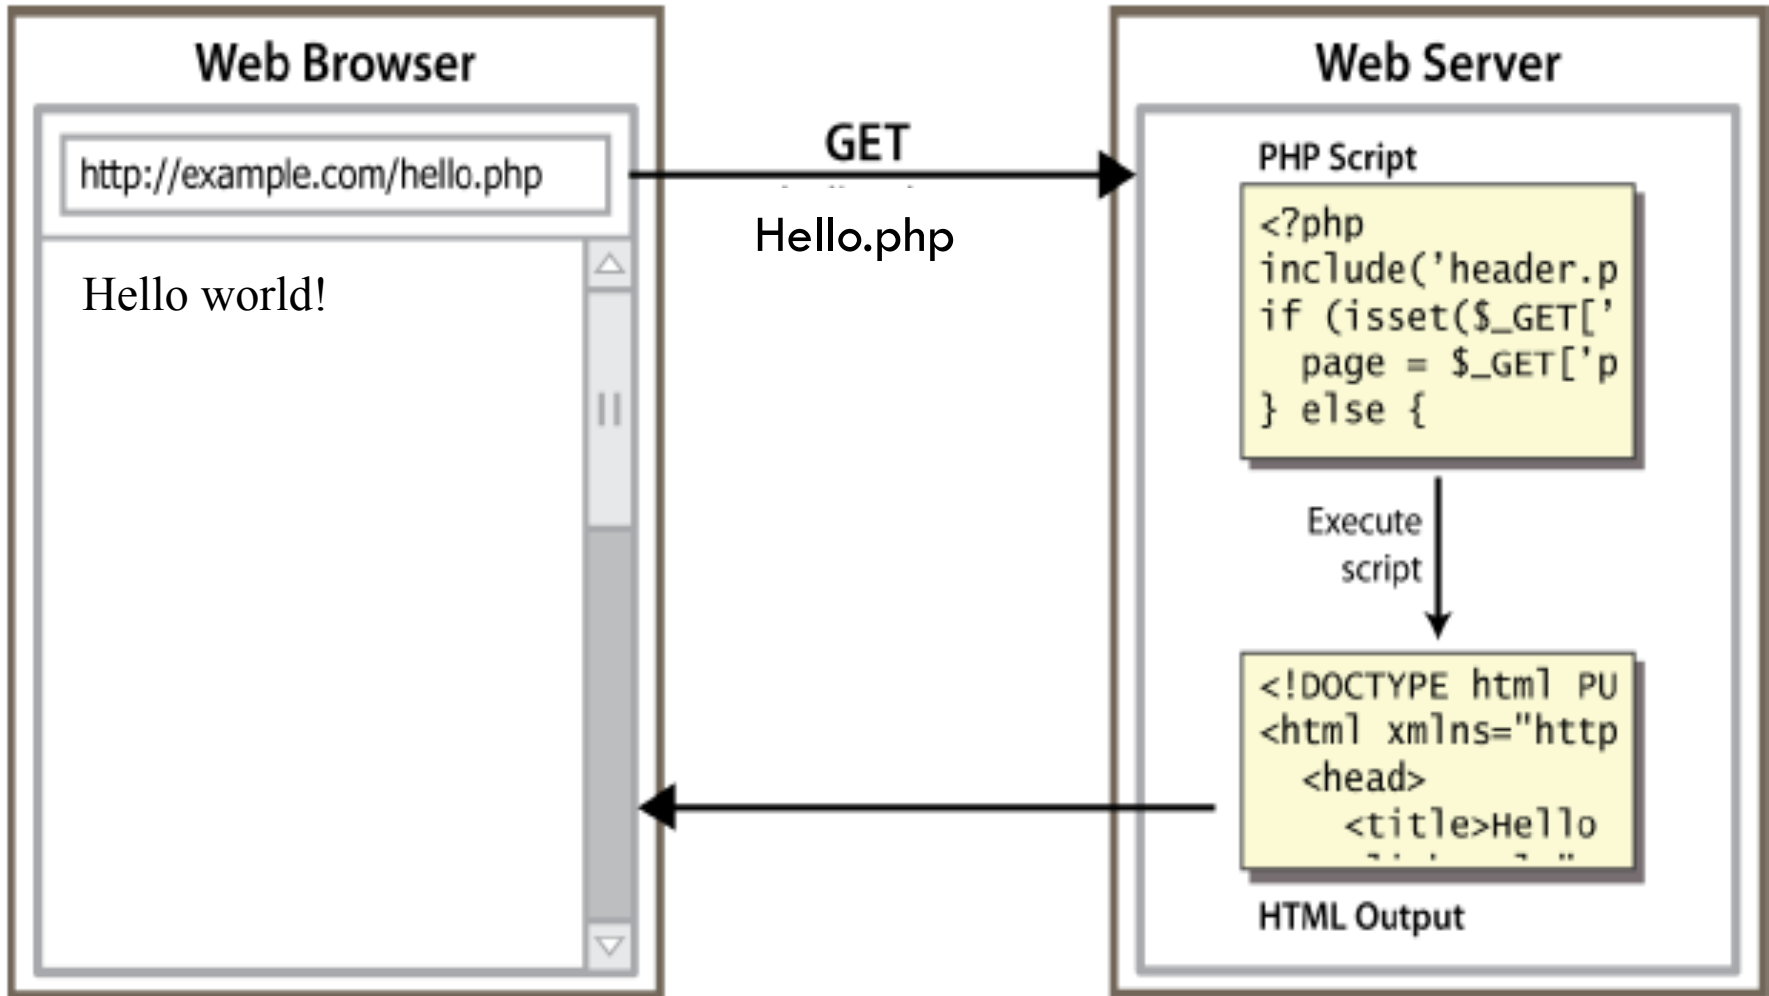 Web Browser
http://example.com/hello.php
Hello world!
GET
Hello.php
Web Server
PHP Script
<?php
include('header.p
if (isset($_GET['
page = $_GET['p
} else {
Execute
script
<!DOCTYPE html PU
<html xmlns="http
<head>
<title>Hello
HTML Output